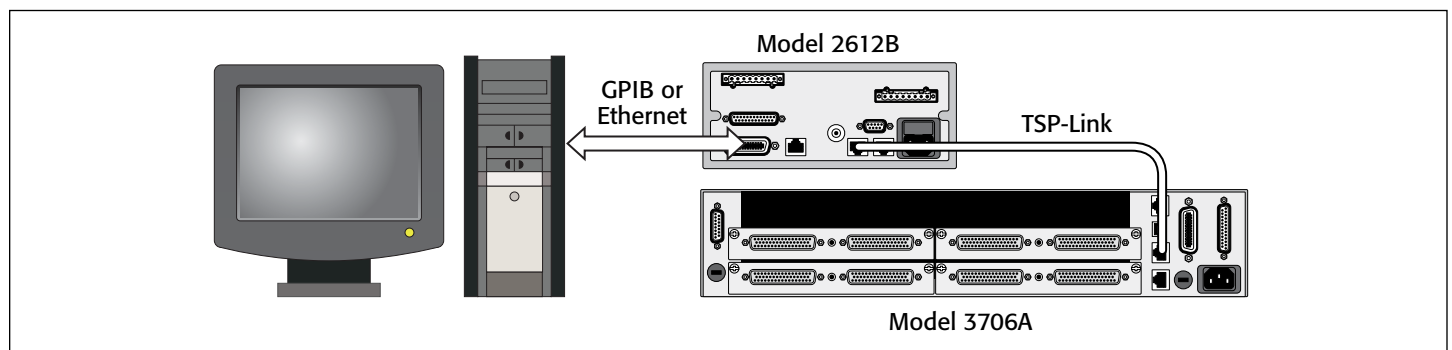 Model 2612B
GPIB or
Ethernet
TSP-Link
Model 3706A